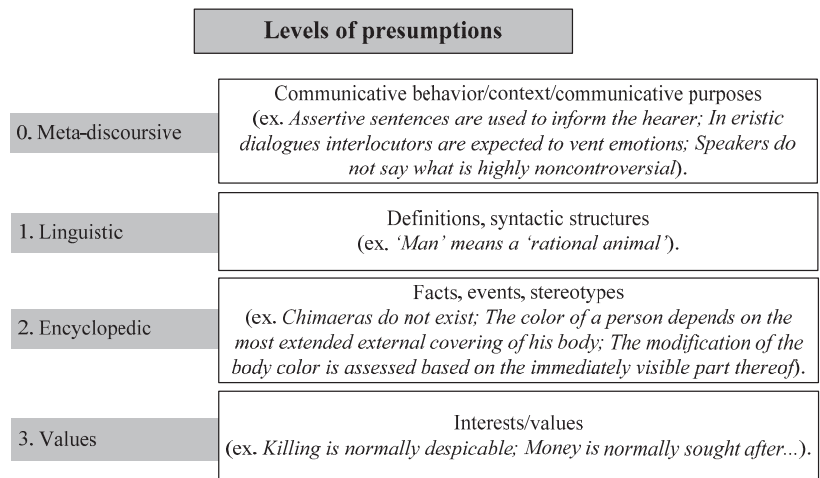 Levels of presumptions
0. Meta-discoursive
Communicative behavior/context/communicative purposes
(ex. Assertive sentences are used to inform the hearer; In
eristic dialogues interlocutors are expected to vent emotions; Speakers do
not say what is highly noncontroversial).
1. Linguistic
Definitions, syntactic structures
(ex. ‘Man’ means a ‘rational animal’).
2. Encyclopedic
Facts, events, stereotypes
(ex. Chimaeras do not exist; The color of a person depends on the
most extended external covering of his body; The modification of the
body color is assessed based on the immediately visible part thereof).
3. Values
Interests/values
(ex. Killing is normally despicable; Money is normally sought after...).